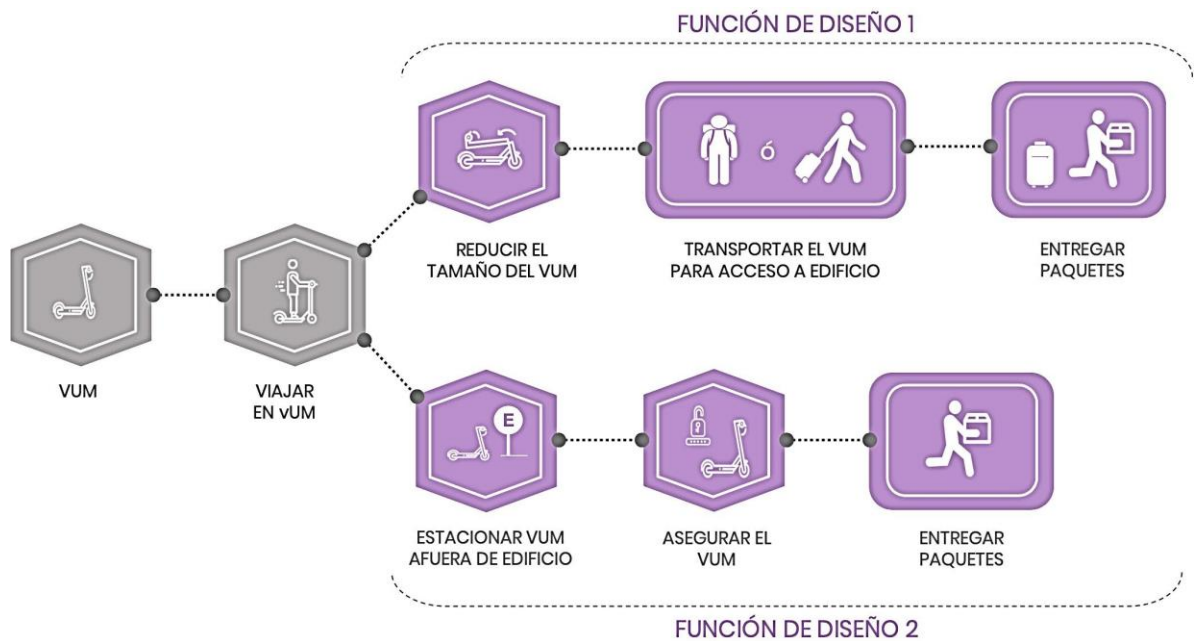 FUNCIÓN DE DISEÑO 1
ó
REDUCIR EL
TAMAÑO DEL VUM
TRANSPORTAR EL VUM
PARA ACCESO A EDIFICIO
ENTREGAR
PAQUETES
VUM
VIAJAR
EN vUM
E
ESTACIONAR VUM
AFUERA DE EDIFICIO
ASEGURAR EL
VUM
ENTREGAR
PAQUETES
FUNCIÓN DE DISEÑO 2